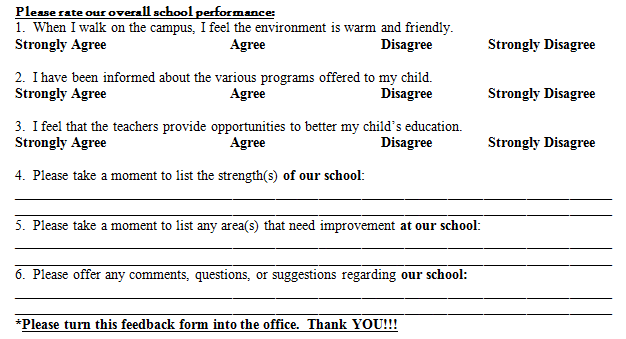 Please rate our overall school performance:
1. When I walk on the campus, I feel the environment is warm and friendly.
Strongly Agree Agree Disagree Strongly Disagree
2. I have been informed about the various programs offered to my child.
Strongly Agree Agree Disagree Strongly Disagree
3. I feel that the teachers provide opportunities to better my child's education.
Strongly Agree Agree Disagree Strongly Disagree
4. Please take a moment to list the strength(s) of our school:
5. Please take a moment to list any area(s) that need improvement at our school:
6. Please offer any comments, questions, or suggestions regarding our school:
*Please turn this feedback form into the office. Thank YOU!!!